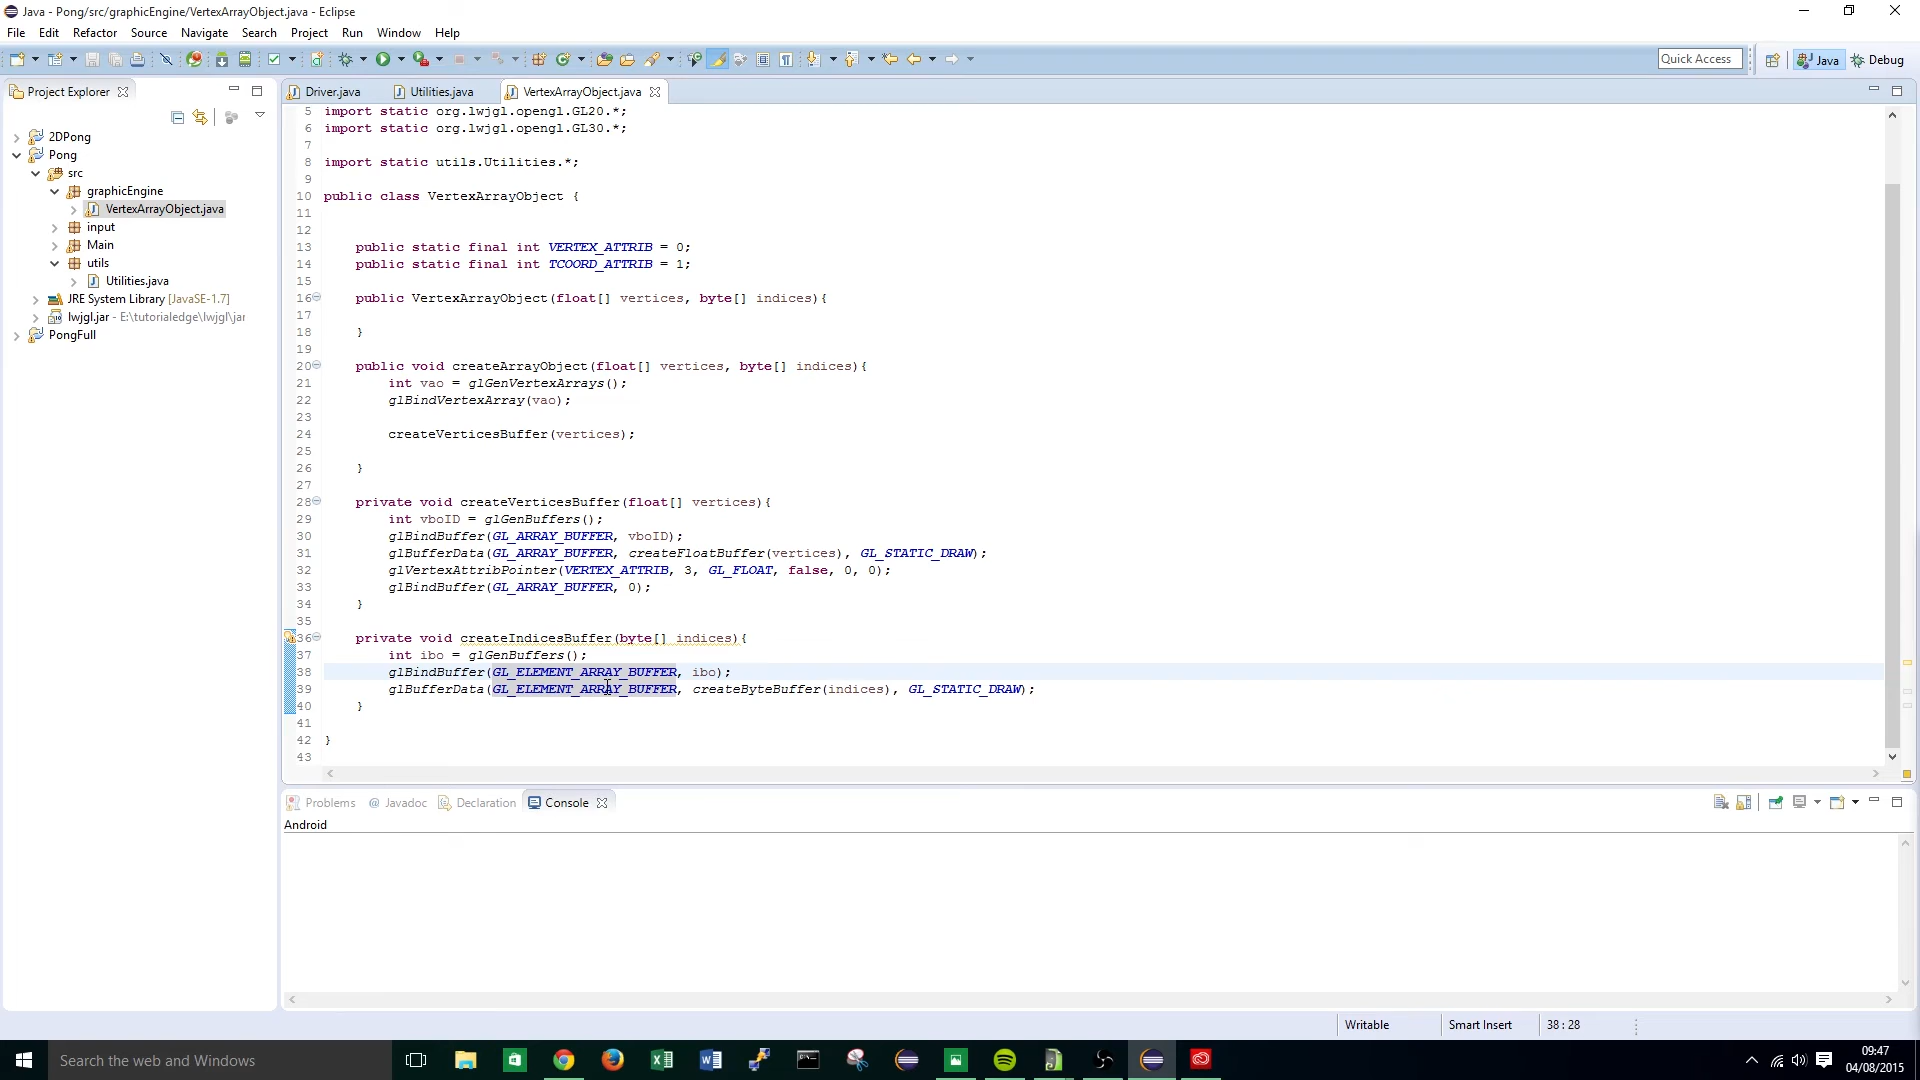 Java - Pong/src/graphicEngine/VertexArrayObject.java - Eclipse
File Edit Refactor Source Navigate Search Project Run Window Help
Quick Access Java Debug
Project Explorer
2DPong
Pong
src
graphicEngine
VertexArrayObject.java
input
Main
utils
Utilities.java
JRE System Library [JavaSE-1.7]
lwjgl.jar - E:\tutorialedge\lwjgl\jar
PongFull
Driver.java Utilities.java VertexArrayObject.java
5 import static org.lwjgl.opengl.GL20.*;
6 import static org.lwjgl.opengl.GL30.*;
7
8 import static utils.Utilities.*;
9
10 public class VertexArrayObject {
11
12
13 public static final int VERTEX_ATTRIB = 0;
14 public static final int TCOORD_ATTRIB = 1;
15
16 public VertexArrayObject(float[] vertices, byte[] indices){
17
18 }
19
20 public void createArrayObject(float[] vertices, byte[] indices){
21 int vao = glGenVertexArrays();
22 glBindVertexArray(vao);
23
24 createVerticesBuffer(vertices);
25
26 }
27
28 private void createVerticesBuffer(float[] vertices){
29 int vboID = glGenBuffers();
30 glBindBuffer(GL_ARRAY_BUFFER, vboID);
31 glBufferData(GL_ARRAY_BUFFER, createFloatBuffer(vertices), GL_STATIC_DRAW);
32 glVertexAttribPointer(VERTEX_ATTRIB, 3, GL_FLOAT, false, 0, 0);
33 glBindBuffer(GL_ARRAY_BUFFER, 0);
34 }
35
36 private void createIndicesBuffer(byte[] indices){
37 int ibo = glGenBuffers();
38 glBindBuffer(GL_ELEMENT_ARRAY_BUFFER, ibo);
39 glBufferData(GL_ELEMENT_ARRAY_BUFFER, createByteBuffer(indices), GL_STATIC_DRAW);
40 }
41
42 }
43
Problems @ Javadoc Declaration Console
Android
Writable Smart Insert 38 : 28
Search the web and Windows
09:47
04/08/2015